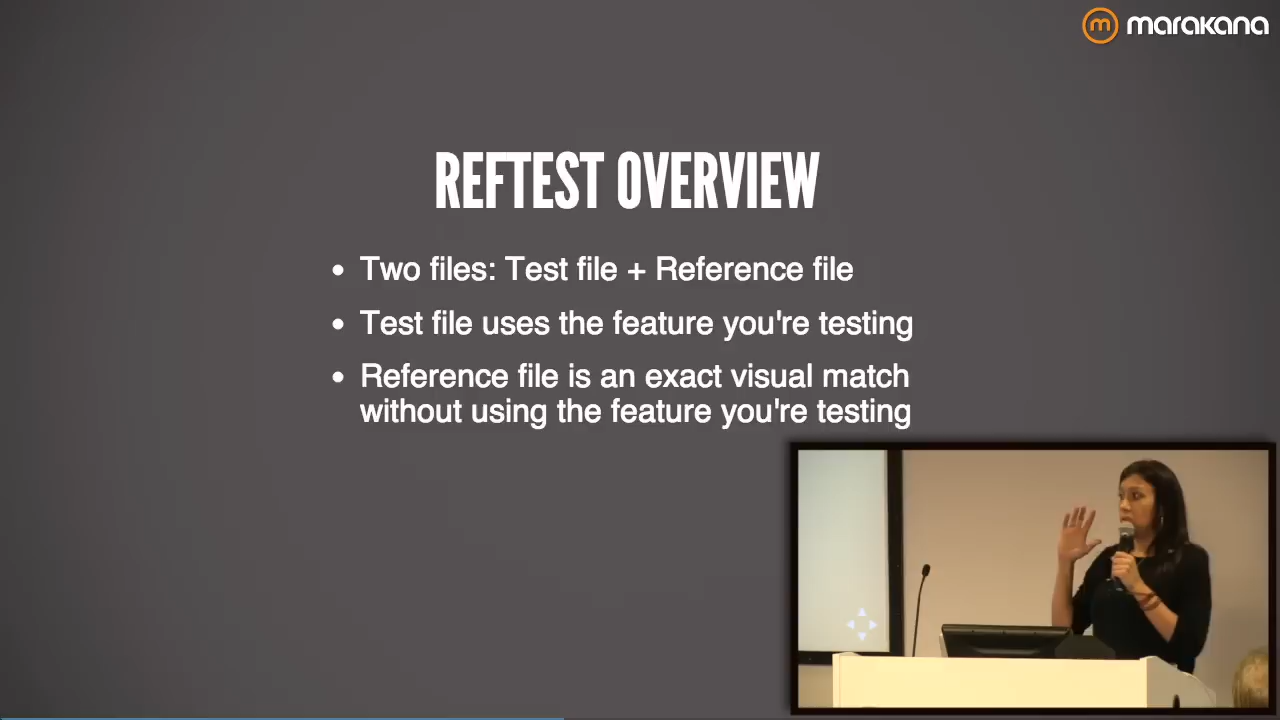 marakana
REFTEST OVERVIEW
• Two files: Test file + Reference file
• Test file uses the feature you're testing
• Reference file is an exact visual match
without using the feature you're testing